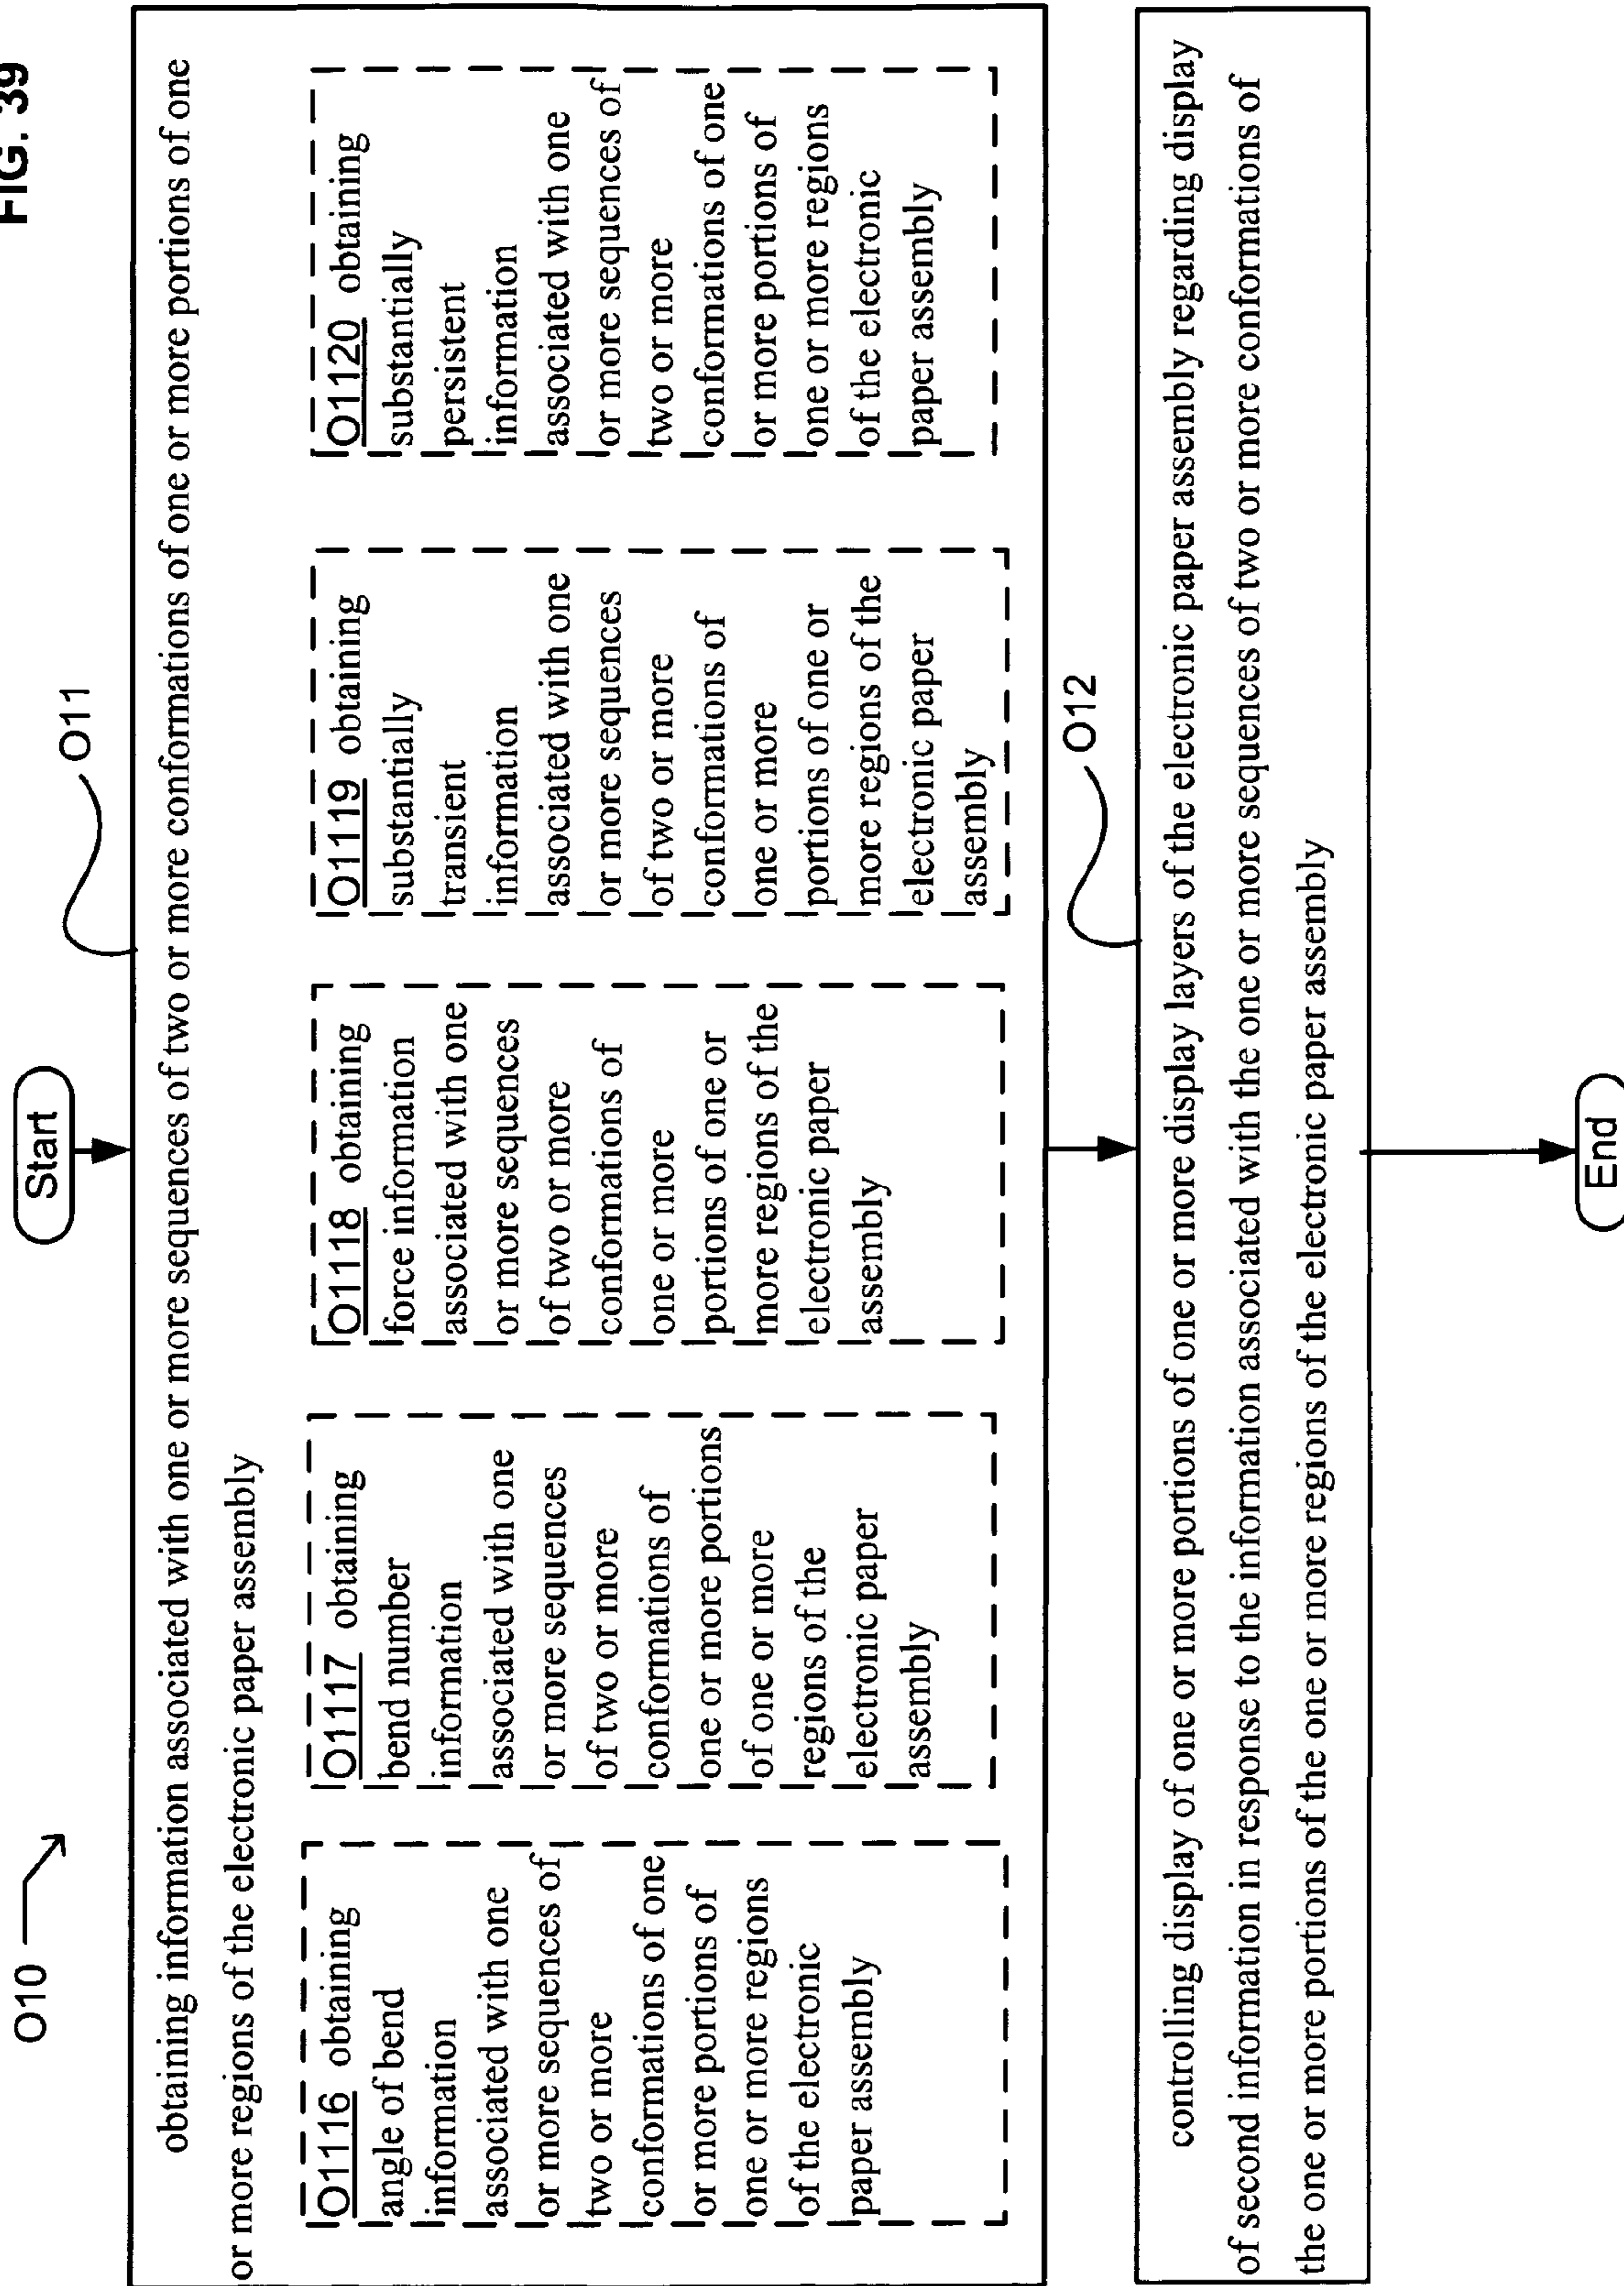 FIG. 39
O10
Start
O11
obtaining information associated with one or more sequences of two or more conformations of one or more portions of one
or more regions of the electronic paper assembly
O1116 obtaining
angle of bend
information
associated with one
or more sequences of
two or more
conformations of one
or more portions of
one or more regions
of the electronic
paper assembly
O1117 obtaining
bend number
information
associated with one
or more sequences
of two or more
conformations of
one or more portions
of one or more
regions of the
electronic paper
assembly
O1118 obtaining
force information
associated with one
or more sequences
of two or more
conformations of
one or more
portions of one or
more regions of the
electronic paper
assembly
O1119 obtaining
substantially
transient
information
associated with one
or more sequences
of two or more
conformations of
one or more
portions of one or
more regions of the
electronic paper
assembly
O1120 obtaining
substantially
persistent
information
associated with one
or more sequences of
two or more
conformations of one
or more portions of
one or more regions
of the electronic
paper assembly
O12
controlling display of one or more portions of one or more display layers of the electronic paper assembly regarding display
of second information in response to the information associated with the one or more sequences of two or more conformations of
the one or more portions of the one or more regions of the electronic paper assembly
End